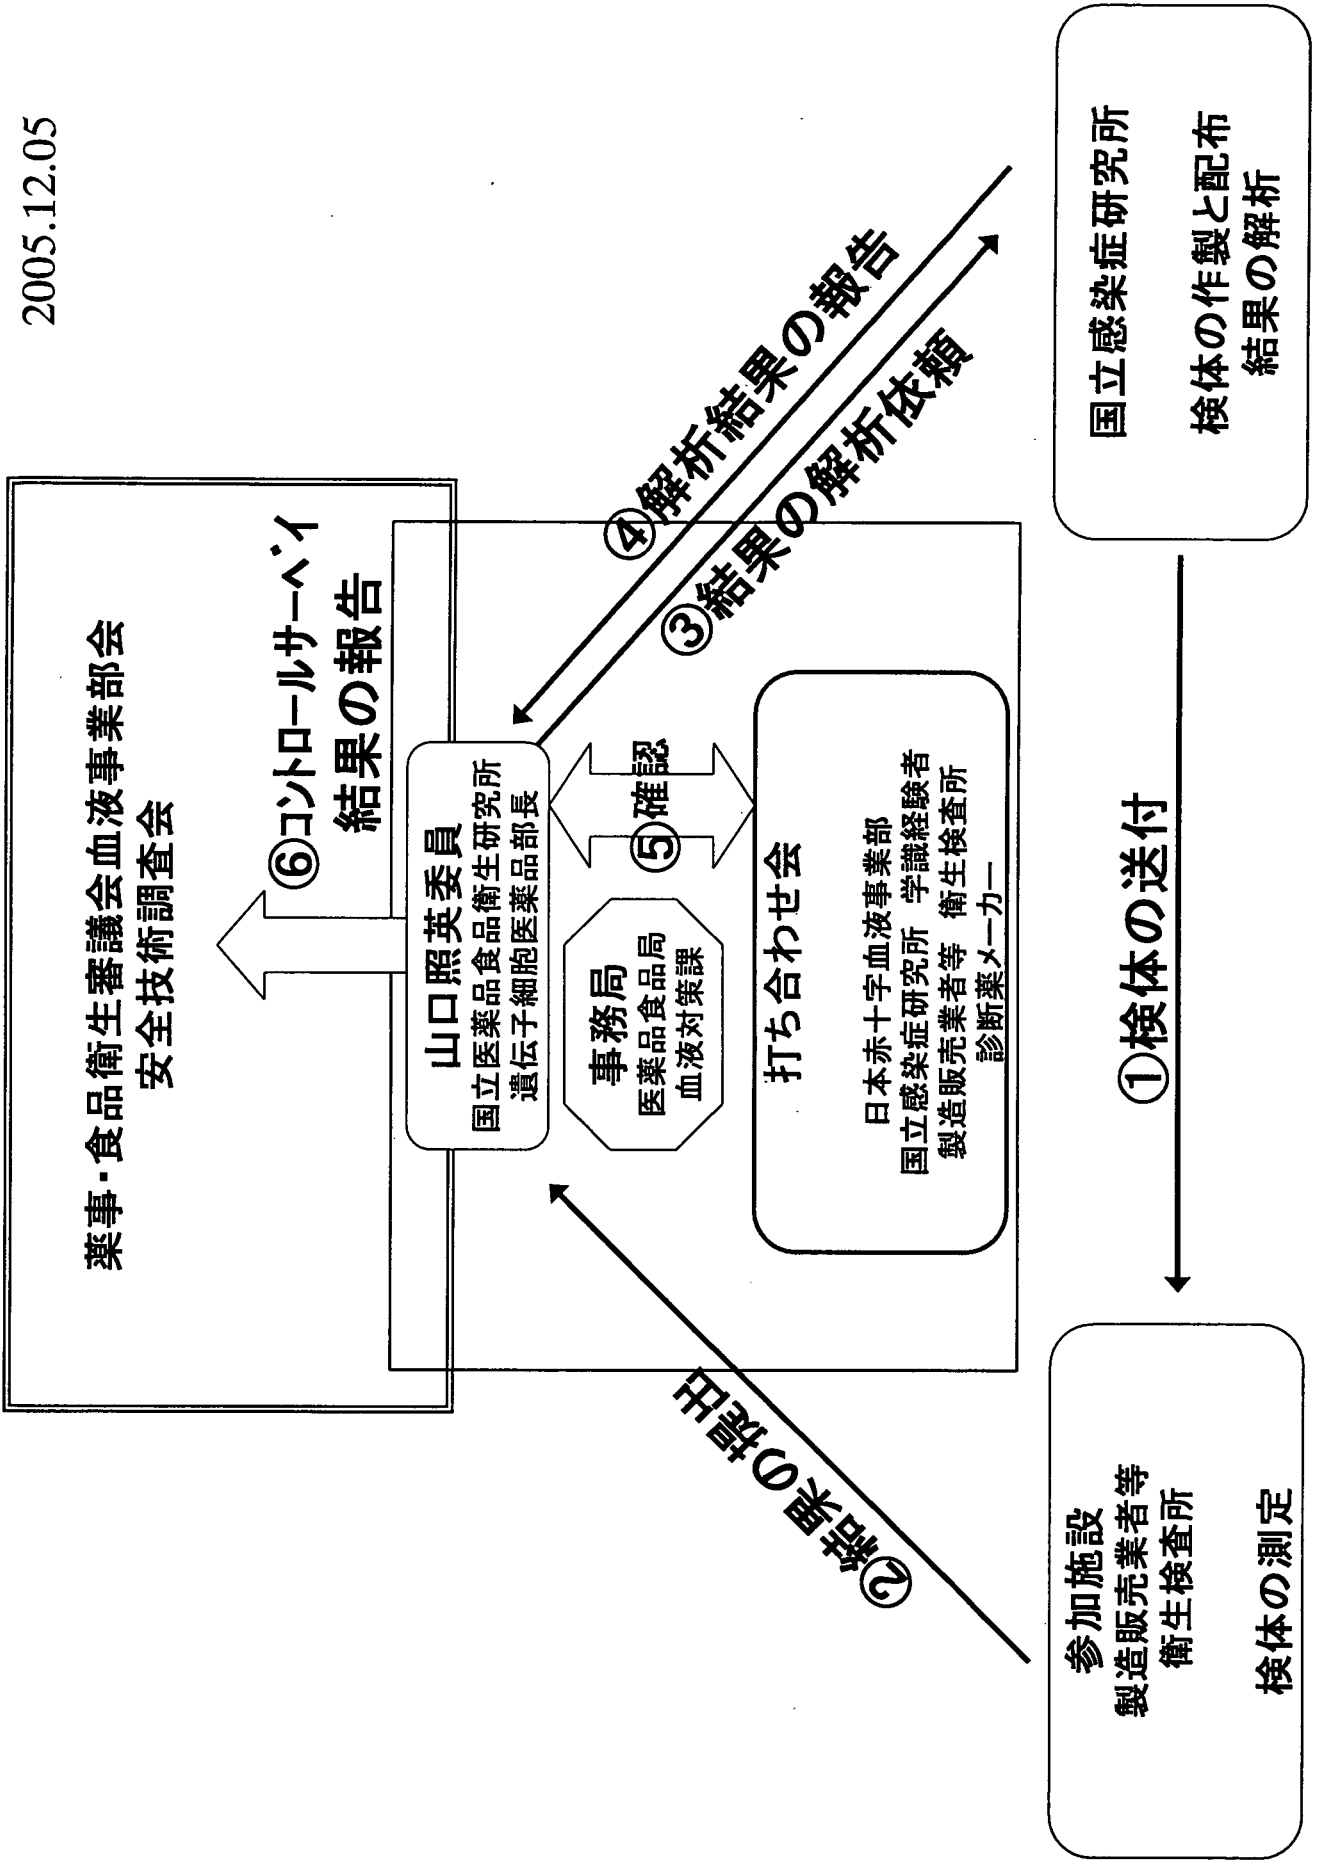 2005.12.05
薬事・食品衛生審議会血液事業部会
安全技術調査会
⑥コントロールサーベイ
結果の報告
山口照英委員
国立医薬品食品衛生研究所
遺伝子細胞医薬品部長
④解析結果の報告
③結果の解析依頼
⑤確認
事務局
医薬品食品局
血液対策課
②結果の提出
打ち合わせ会
日本赤十字血液事業部
国立感染症研究所 学識経験者
製造販売業者等 衛生検査所
診断薬メーカー
参加施設
製造販売業者等
衛生検査所
検体の測定
①検体の送付
国立感染症研究所
検体の作製と配布
結果の解析